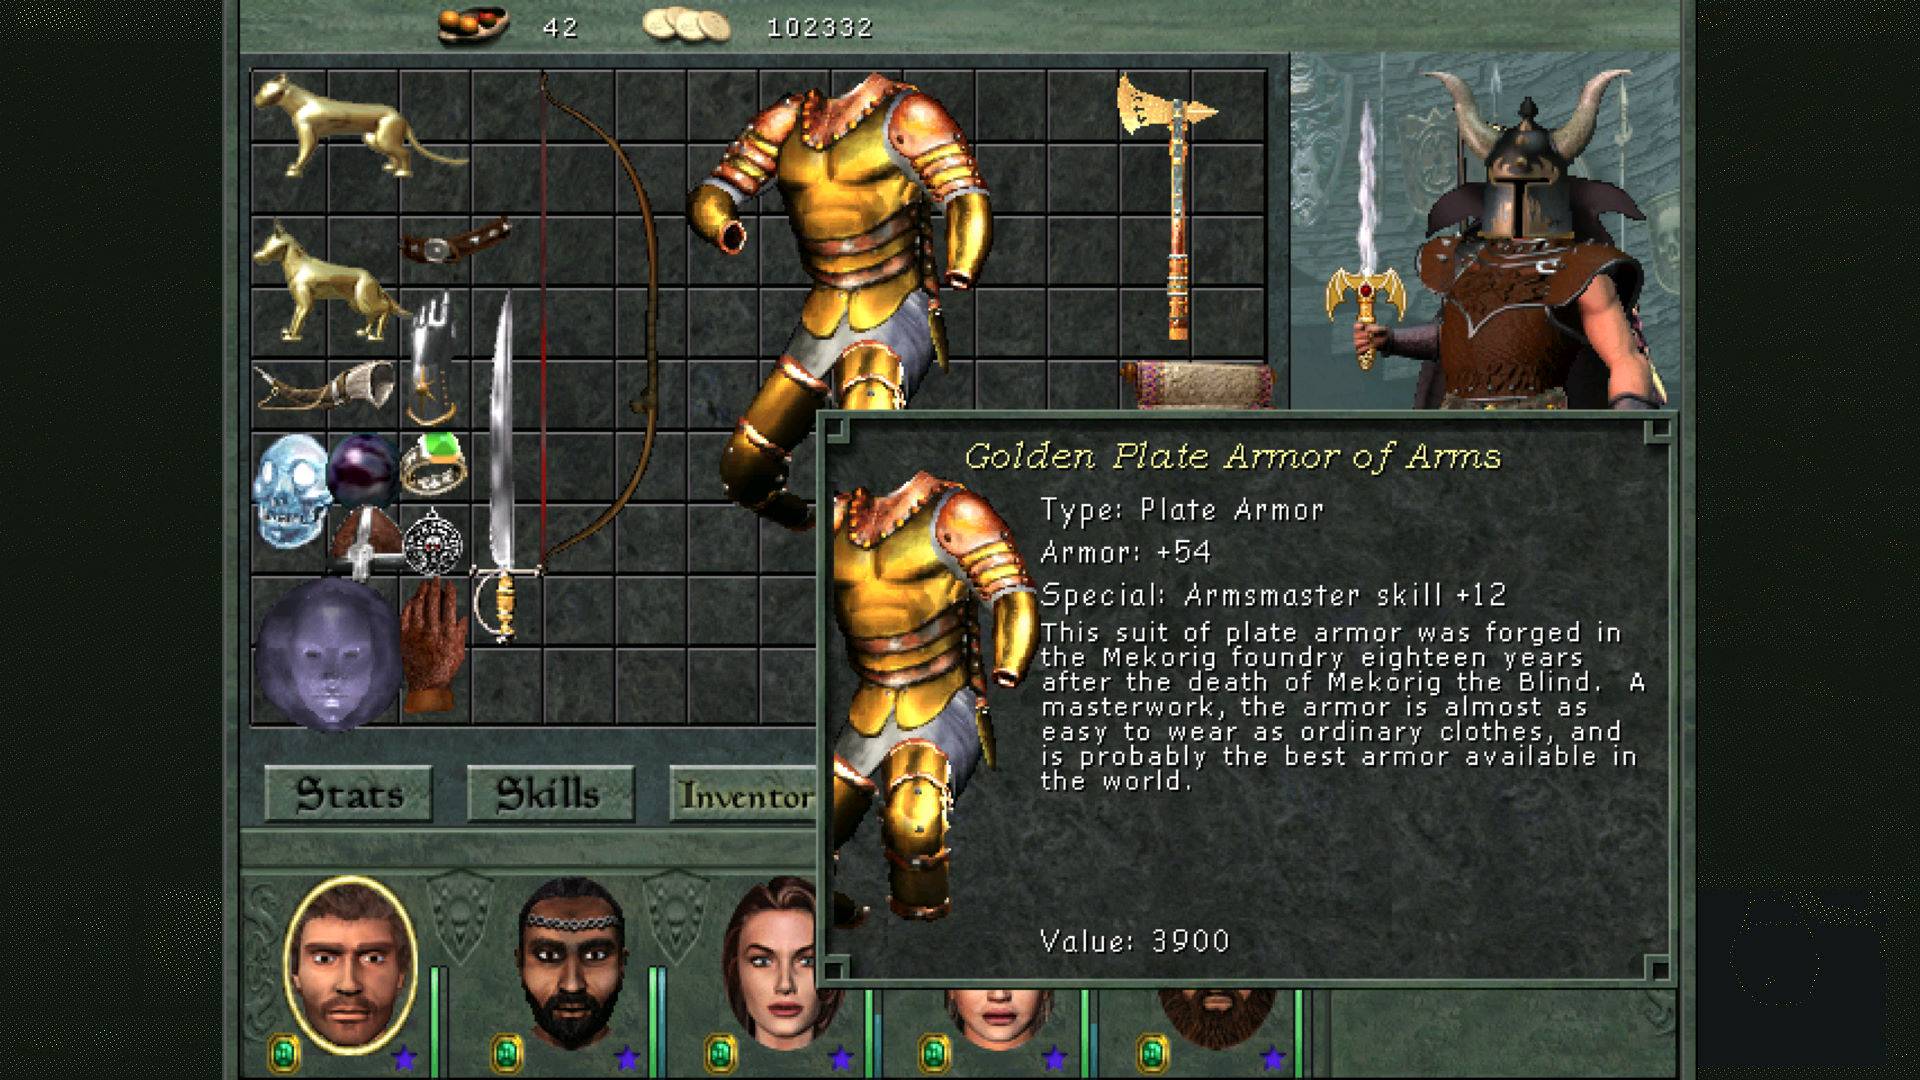 42 102332
Golden Plate Armor of Arms
Type: Plate Armor
Armor: +54
Special: Armsmaster skill +12
This suit of plate armor was forged in
the Mekorig foundry eighteen years
after the death of Mekorig the Blind. A
masterwork, the armor is almost as
easy to wear as ordinary clothes, and
is probably the best armor available in
the world.
Value: 3900
Stats Skills Inventor